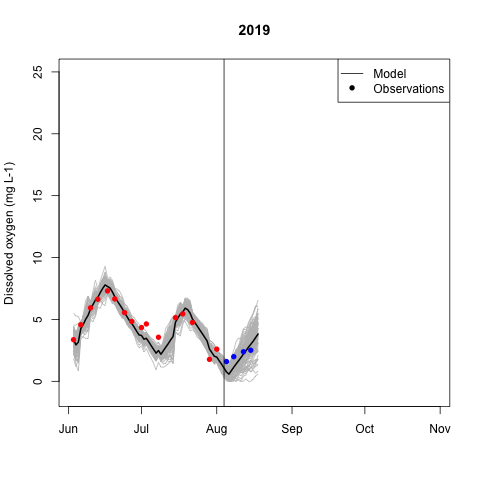 2019
Model
Observations
Dissolved oxygen (mg L-1)
25
20
15
10
5
0
Jun Jul Aug Sep Oct Nov